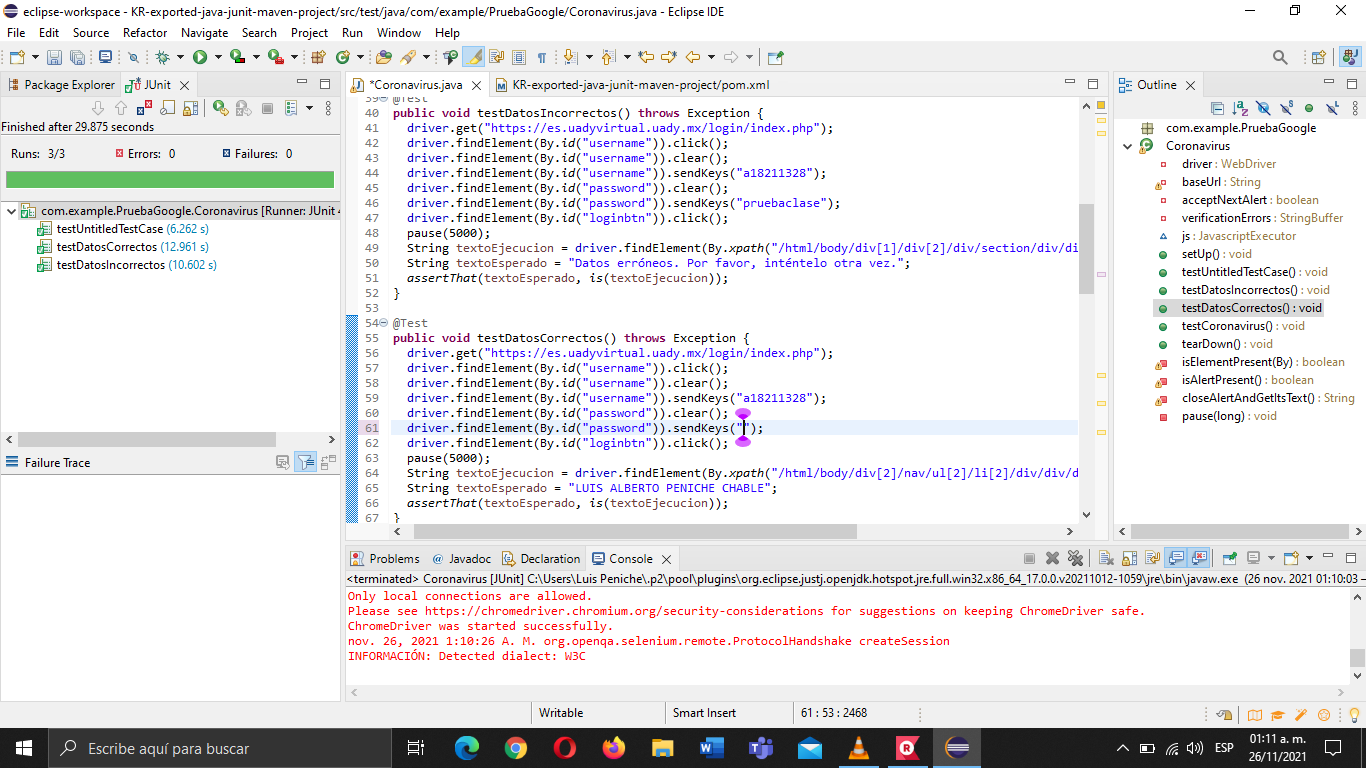 eclipse-workspace - KR-exported-java-junit-maven-project/src/test/java/com/example/PruebaGoogle/Coronavirus.java - Eclipse IDE
File Edit Source Refactor Navigate Search Project Run Window Help
Package Explorer JUnit
Finished after 29.875 seconds
Runs: 3/3 Errors: 0 Failures: 0
com.example.PruebaGoogle.Coronavirus [Runner: JUnit 4
testUntitledTestCase (6.262 s)
testDatosCorrectos (12.961 s)
testDatosIncorrectos (10.602 s)
Failure Trace
*Coronavirus.java KR-exported-java-junit-maven-project/pom.xml
39 @Test
40 public void testDatosIncorrectos() throws Exception {
41 driver.get("https://es.uadyvirtual.uady.mx/login/index.php");
42 driver.findElement(By.id("username")).click();
43 driver.findElement(By.id("username")).clear();
44 driver.findElement(By.id("username")).sendKeys("a18211328");
45 driver.findElement(By.id("password")).clear();
46 driver.findElement(By.id("password")).sendKeys("pruebaclase");
47 driver.findElement(By.id("loginbtn")).click();
48 pause(5000);
49 String textoEjecucion = driver.findElement(By.xpath("/html/body/div[1]/div[2]/div/section/div/di
50 String textoEsperado = "Datos erróneos. Por favor, inténtelo otra vez.";
51 assertThat(textoEsperado, is(textoEjecucion));
52 }
53
54 @Test
55 public void testDatosCorrectos() throws Exception {
56 driver.get("https://es.uadyvirtual.uady.mx/login/index.php");
57 driver.findElement(By.id("username")).click();
58 driver.findElement(By.id("username")).clear();
59 driver.findElement(By.id("username")).sendKeys("a18211328");
60 driver.findElement(By.id("password")).clear();
61 driver.findElement(By.id("password")).sendKeys("");
62 driver.findElement(By.id("loginbtn")).click();
63 pause(5000);
64 String textoEjecucion = driver.findElement(By.xpath("/html/body/div[2]/nav/ul[2]/li[2]/div/div/d
65 String textoEsperado = "LUIS ALBERTO PENICHE CHABLE";
66 assertThat(textoEsperado, is(textoEjecucion));
67 }
Outline
com.example.PruebaGoogle
Coronavirus
driver : WebDriver
baseUrl : String
acceptNextAlert : boolean
verificationErrors : StringBuffer
js : JavascriptExecutor
setUp() : void
testUntitledTestCase() : void
testDatosIncorrectos() : void
testDatosCorrectos() : void
testCoronavirus() : void
tearDown() : void
isElementPresent(By) : boolean
isAlertPresent() : boolean
closeAlertAndGetItsText() : String
pause(long) : void
Problems Javadoc Declaration Console
<terminated> Coronavirus [JUnit] C:\Users\Luis Peniche\.p2\pool\plugins\org.eclipse.justj.openjdk.hotspot.jre.full.win32.x86_64_17.0.0.v20211012-1059\jre\bin\javaw.exe (26 nov. 2021 01:10:03 –
Only local connections are allowed.
Please see https://chromedriver.chromium.org/security-considerations for suggestions on keeping ChromeDriver safe.
ChromeDriver was started successfully.
nov. 26, 2021 1:10:26 A. M. org.openqa.selenium.remote.ProtocolHandshake createSession
INFORMACIÓN: Detected dialect: W3C
Writable Smart Insert 61 : 53 : 2468
Escribe aquí para buscar
ESP
01:11 a. m.
26/11/2021